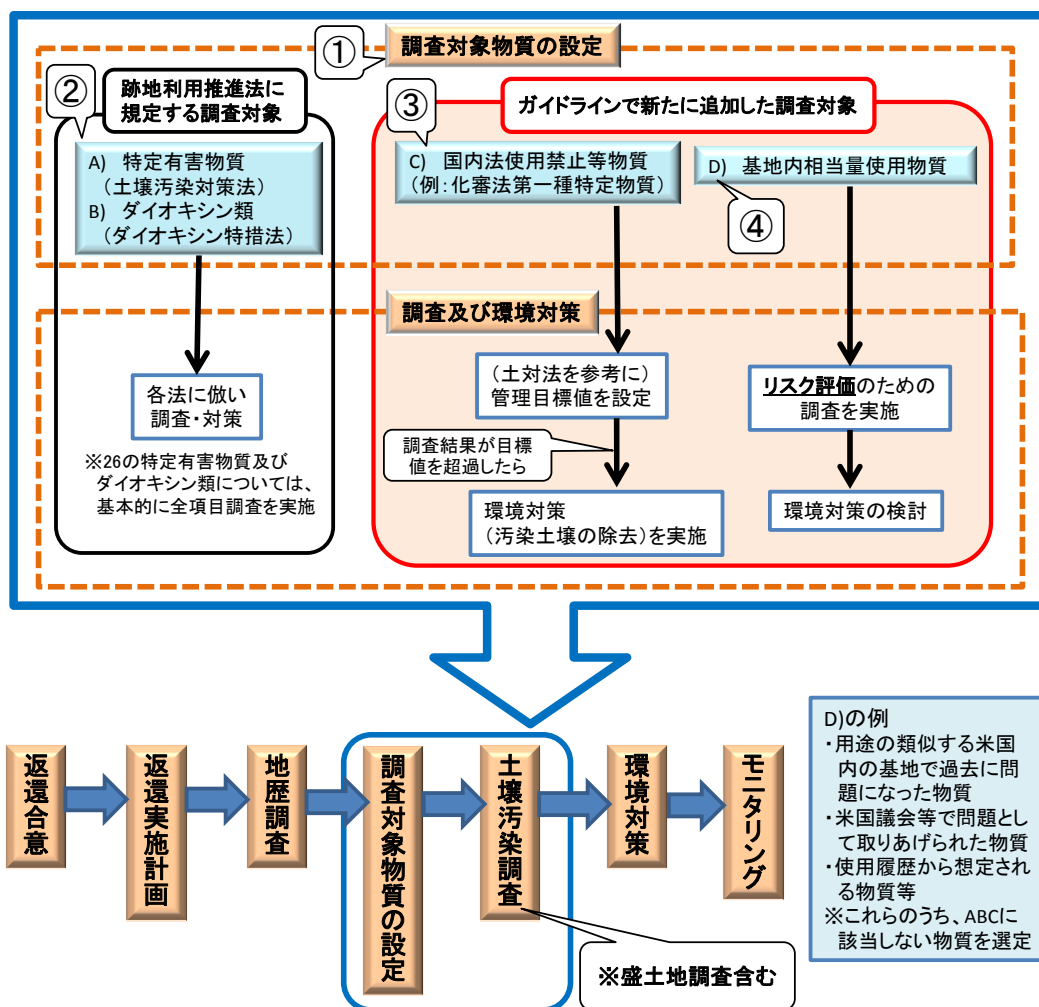 ①
調査対象物質の設定
②
跡地利用推進法に
規定する調査対象
A) 特定有害物質
(土壌汚染対策法)
B) ダイオキシン類
(ダイオキシン特措法)
③
ガイドラインで新たに追加した調査対象
C) 国内法使用禁止等物質
(例:化審法第一種特定物質)
D) 基地内相当量使用物質
④
調査及び環境対策
各法に倣い
調査・対策
※26の特定有害物質及び
ダイオキシン類については、
基本的に全項目調査を実施
(土対法を参考に)
管理目標値を設定
調査結果が目標
値を超過したら
環境対策
(汚染土壌の除去)を実施
リスク評価のための
調査を実施
環境対策の検討
返還合意
返還実施計画
地歴調査
調査対象物質の設定
土壌汚染調査
環境対策
モニタリング
※盛土地調査含む
D)の例
・用途の類似する米国
内の基地で過去に問
題になった物質
・米国議会等で問題とし
て取りあげられた物質
・使用履歴から想定され
る物質等
※これらのうち、ABCに
該当しない物質を選定